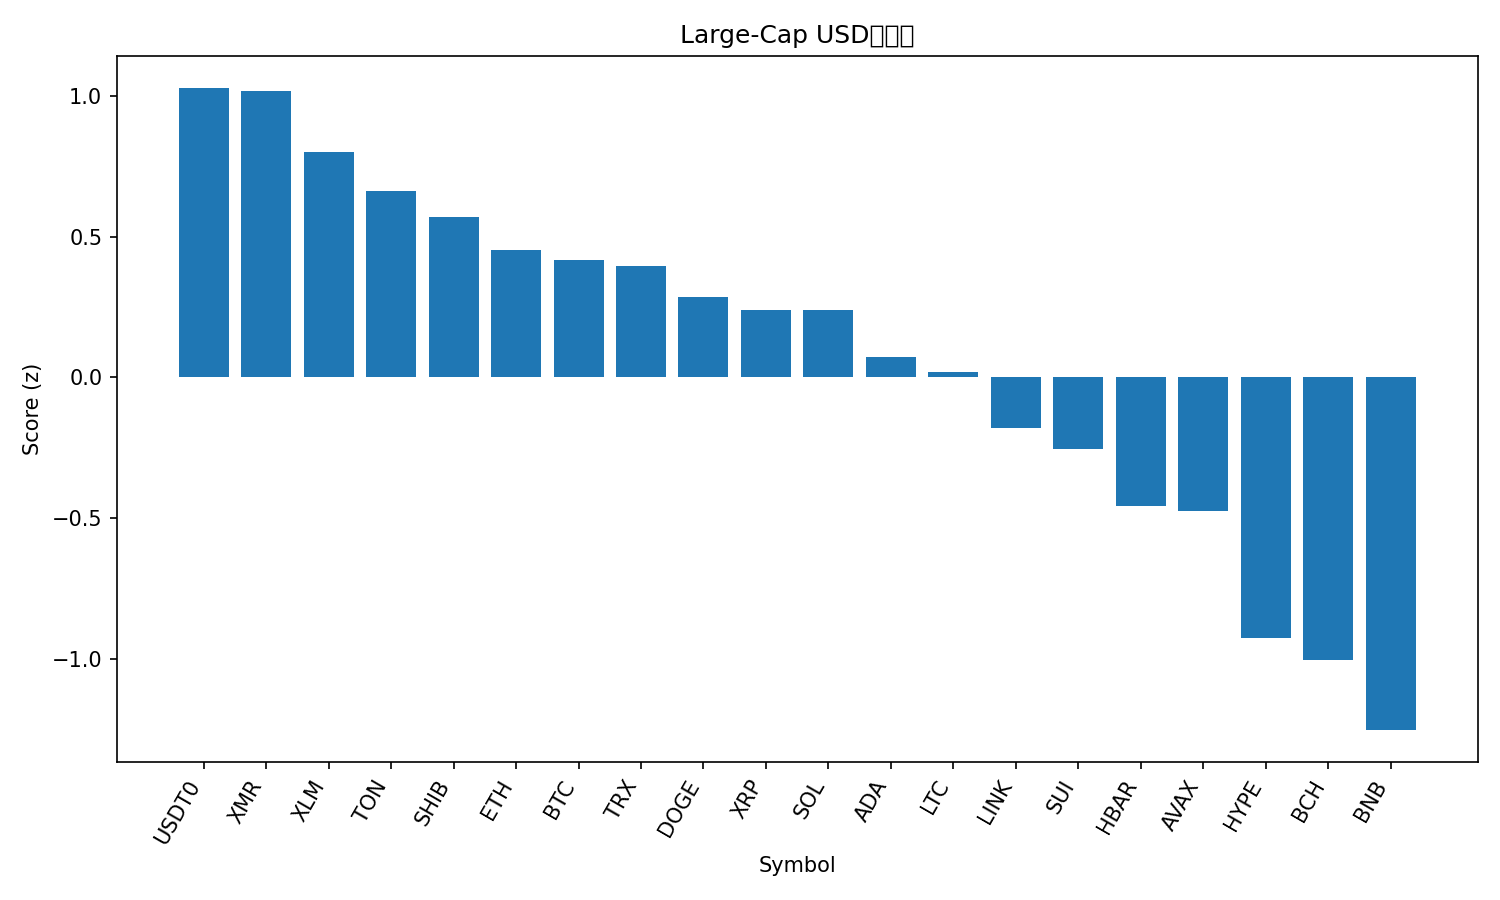 Large-Cap USD
1.0
0.5
0.0
−0.5
−1.0
Score (z)
USDT0
XMR
XLM
TON
SHIB
ETH
BTC
TRX
DOGE
XRP
SOL
ADA
LTC
LINK
SUI
HBAR
AVAX
HYPE
BCH
BNB
Symbol